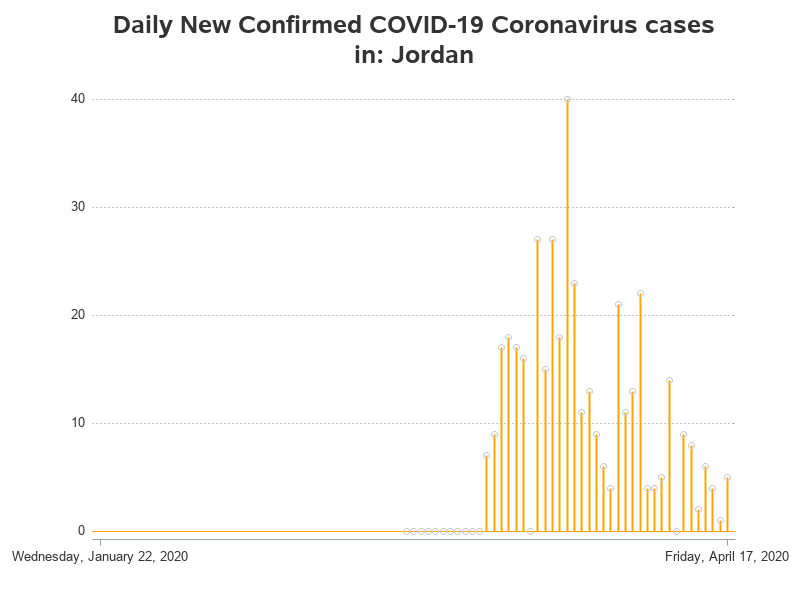 Daily New Confirmed COVID-19 Coronavirus cases
in: Jordan
40
30
20
10
0
Wednesday, January 22, 2020
Friday, April 17, 2020